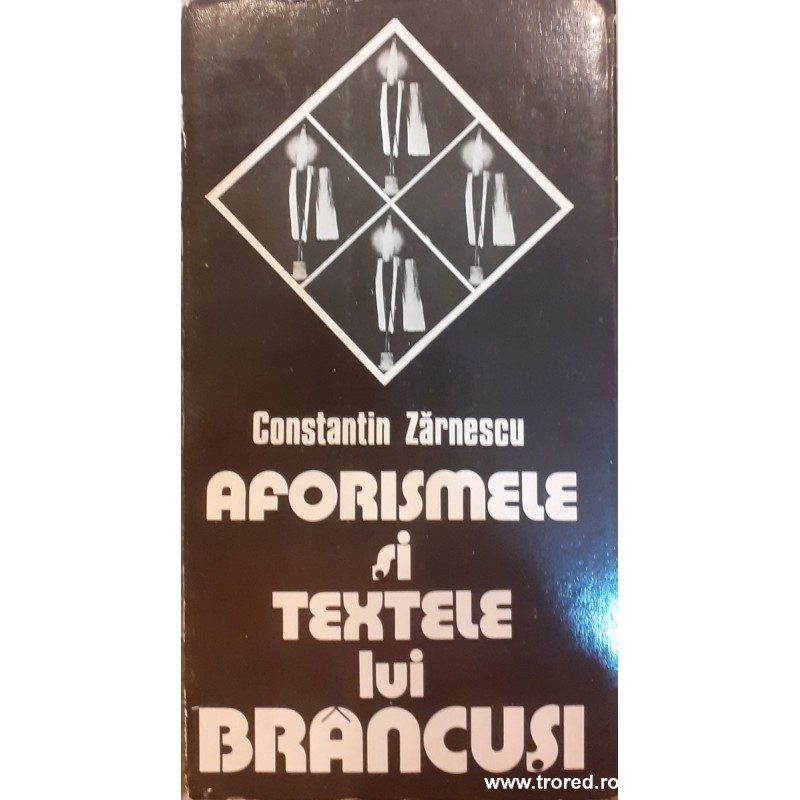 Constantin Zărnescu
AFORISMELE
și
TEXTELE
lui
BRÂNCUȘI
www.trored.ro